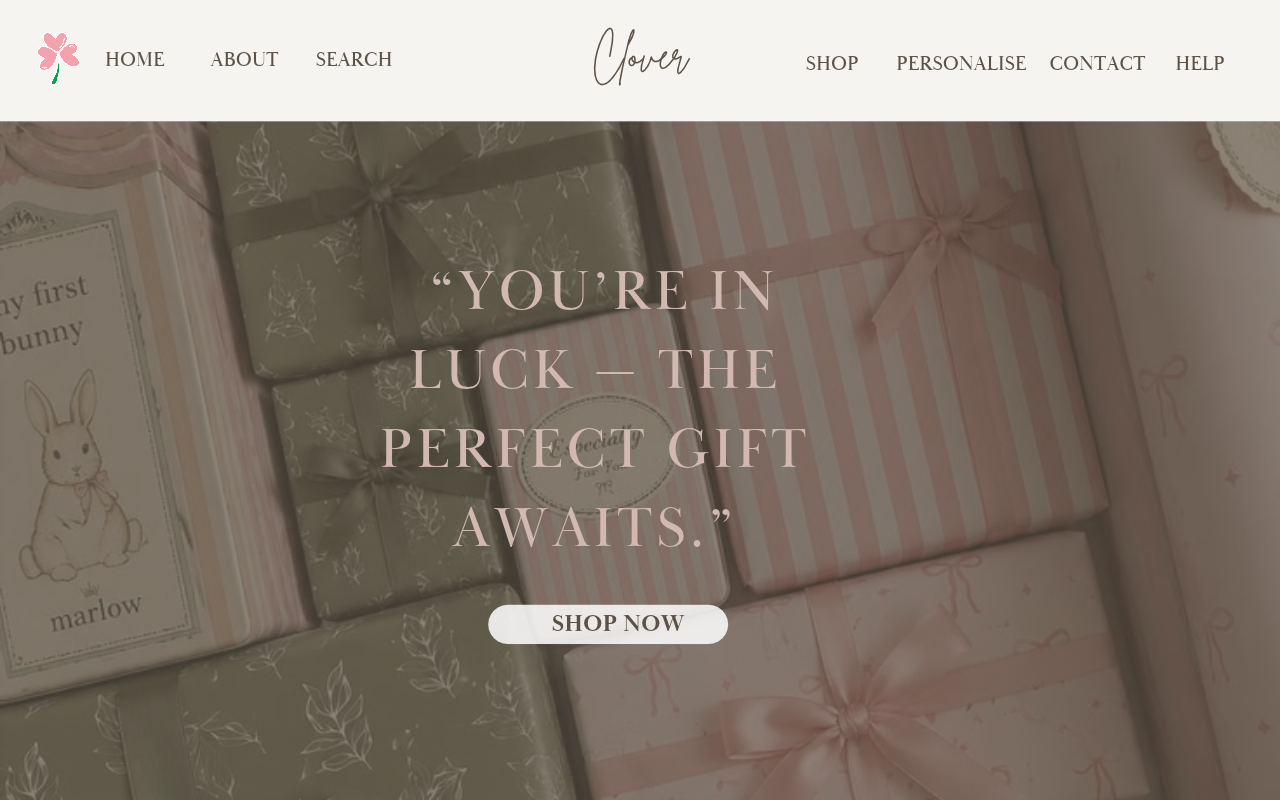 HOME ABOUT SEARCH
Clover
SHOP PERSONALISE CONTACT HELP
“YOU’RE IN
LUCK — THE
PERFECT GIFT
AWAITS.”
SHOP NOW
my first
bunny
marlow
Especially
For You